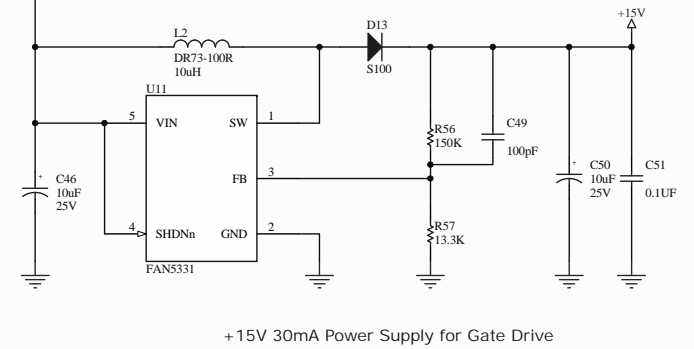 +15V
D13
S100
L2
DR73-100R
10uH
U11
5
VIN
SW
1
FB
3
4
SHDNn
GND
2
FAN5331
+
C46
10uF
25V
R56
150K
C49
100pF
R57
13.3K
+
C50
10uF
25V
C51
0.1UF
+15V 30mA Power Supply for Gate Drive